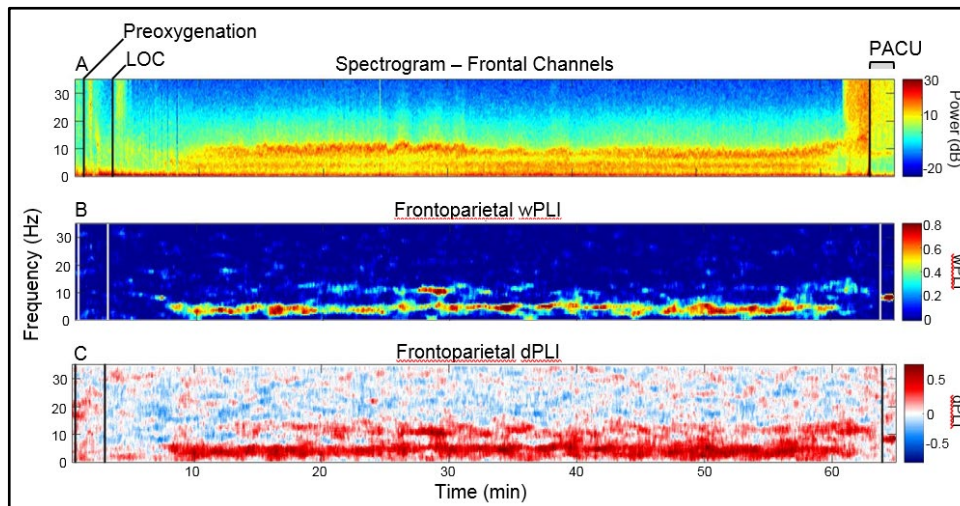 Preoxygenation
LOC
PACU
A
Spectrogram – Frontal Channels
30
20
10
0
30
10
-20
Power (dB)
B
Frontoparietal wPLI
30
20
10
0
0.8
0.6
0.4
0.2
0
wPLI
Frequency (Hz)
C
Frontoparietal dPLI
30
20
10
0
0.5
0
-0.5
dPLI
10
20
30
40
50
60
Time (min)